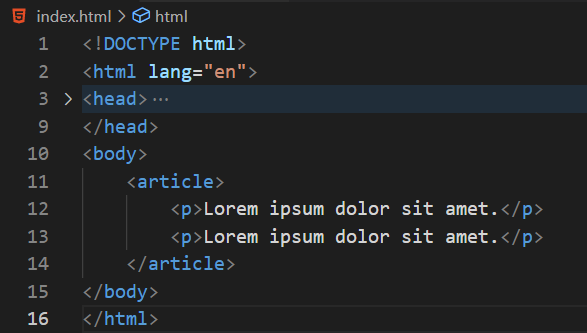 index.html > html
1 <!DOCTYPE html>
2 <html lang="en">
3 > <head>···
9 </head>
10 <body>
11     <article>
12         <p>Lorem ipsum dolor sit amet.</p>
13         <p>Lorem ipsum dolor sit amet.</p>
14     </article>
15 </body>
16 </html>